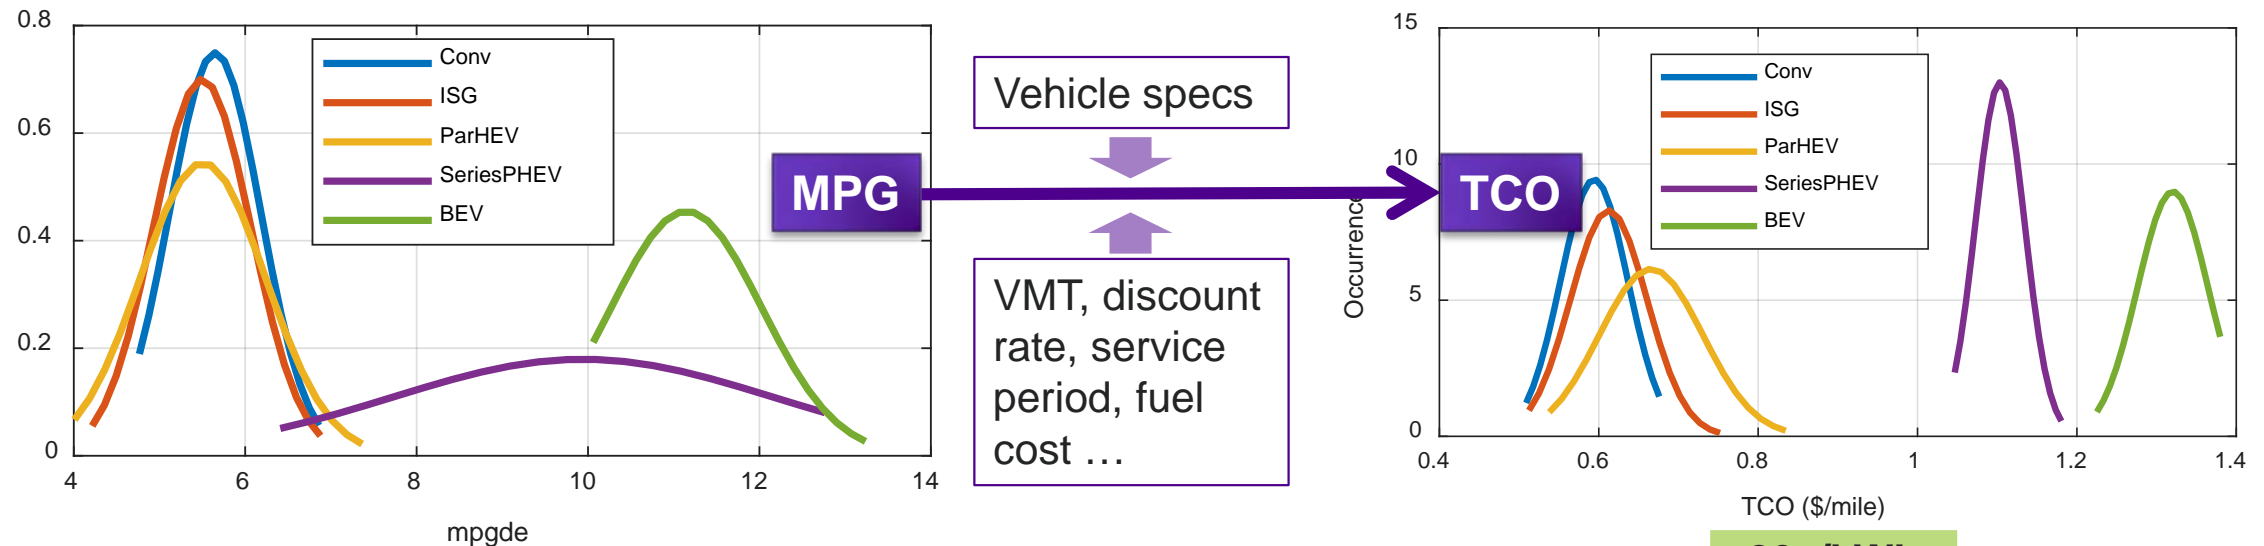 0.8
0.6
0.4
0.2
0
4
6
8
10
12
14
mpgde
Conv
ISG
ParHEV
SeriesPHEV
BEV
MPG
Vehicle specs
VMT, discount
rate, service
period, fuel
cost …
TCO
15
10
5
0
Occurrence
0.4
0.6
0.8
1
1.2
1.4
TCO ($/mile)
Conv
ISG
ParHEV
SeriesPHEV
BEV